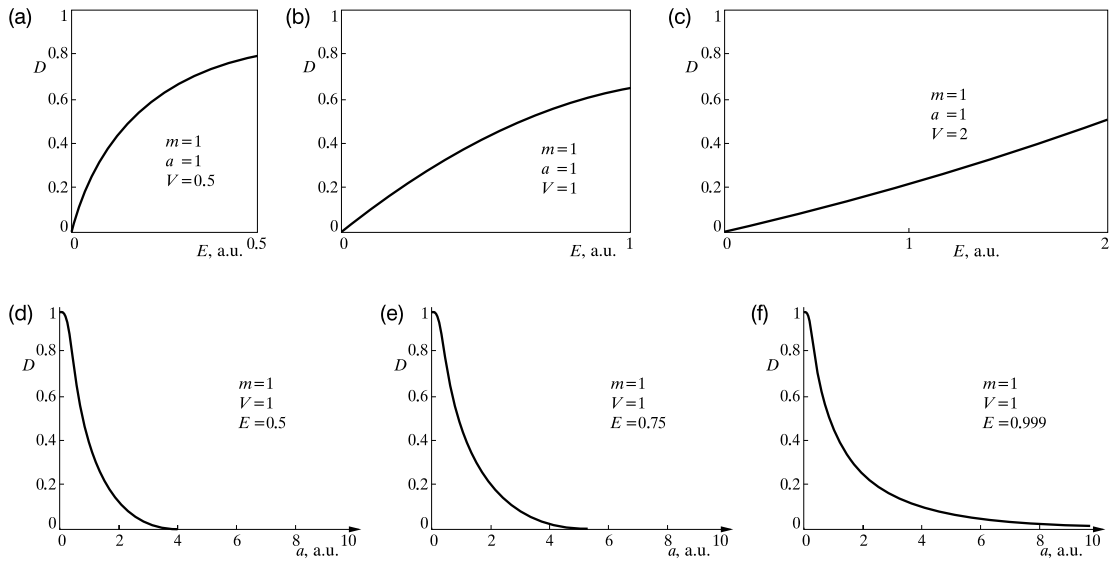 (a)
1
0.8
D
0.6
0.4
0.2
0
0
0.5
E, a.u.
m=1
a =1
V=0.5
(b)
1
0.8
D
0.6
0.4
0.2
0
0
1
E, a.u.
m=1
a =1
V=1
(c)
1
0.8
D
0.6
0.4
0.2
0
0
1
2
E, a.u.
m=1
a =1
V=2
(d)
1
0.8
D
0.6
0.4
0.2
0
0 2 4 6 8 10
a, a.u.
m=1
V=1
E=0.5
(e)
1
0.8
D
0.6
0.4
0.2
0
0 2 4 6 8 10
a, a.u.
m=1
V=1
E=0.75
(f)
1
0.8
D
0.6
0.4
0.2
0
0 2 4 6 8 10
a, a.u.
m=1
V=1
E=0.999